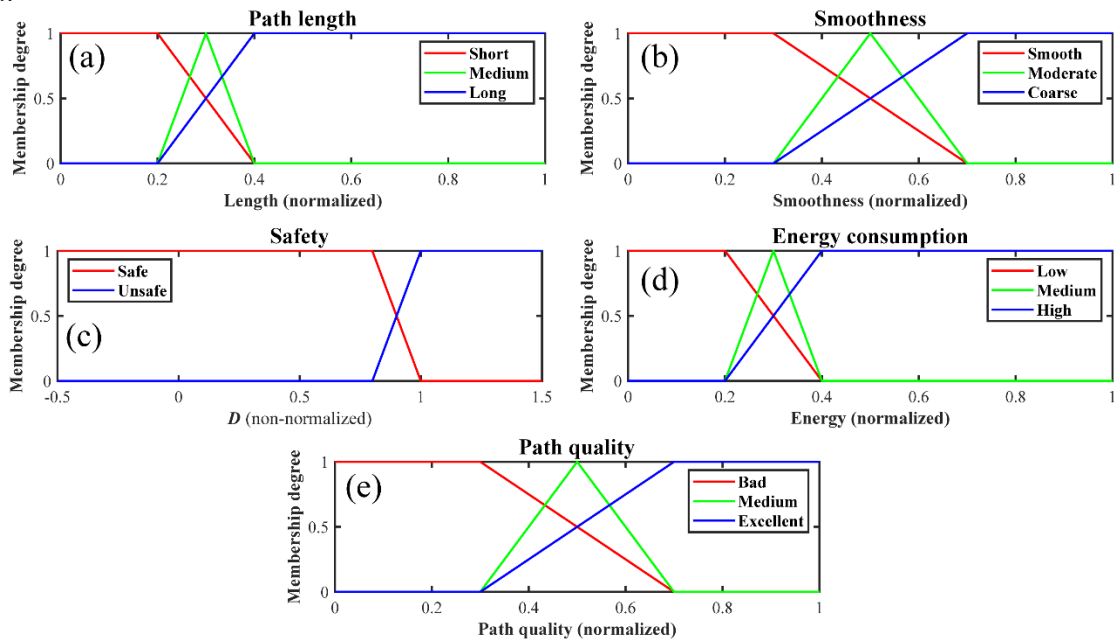 Path length
(a)
Membership degree
1
0.5
0
Short
Medium
Long
0 0.2 0.4 0.6 0.8 1
Length (normalized)
Smoothness
(b)
Membership degree
1
0.5
0
Smooth
Moderate
Coarse
0 0.2 0.4 0.6 0.8 1
Smoothness (normalized)
Safety
(c)
Membership degree
1
0.5
0
Safe
Unsafe
-0.5 0 0.5 1 1.5
D (non-normalized)
Energy consumption
(d)
Membership degree
1
0.5
0
Low
Medium
High
0 0.2 0.4 0.6 0.8 1
Energy (normalized)
Path quality
(e)
Membership degree
1
0.5
0
Bad
Medium
Excellent
0 0.2 0.4 0.6 0.8 1
Path quality (normalized)